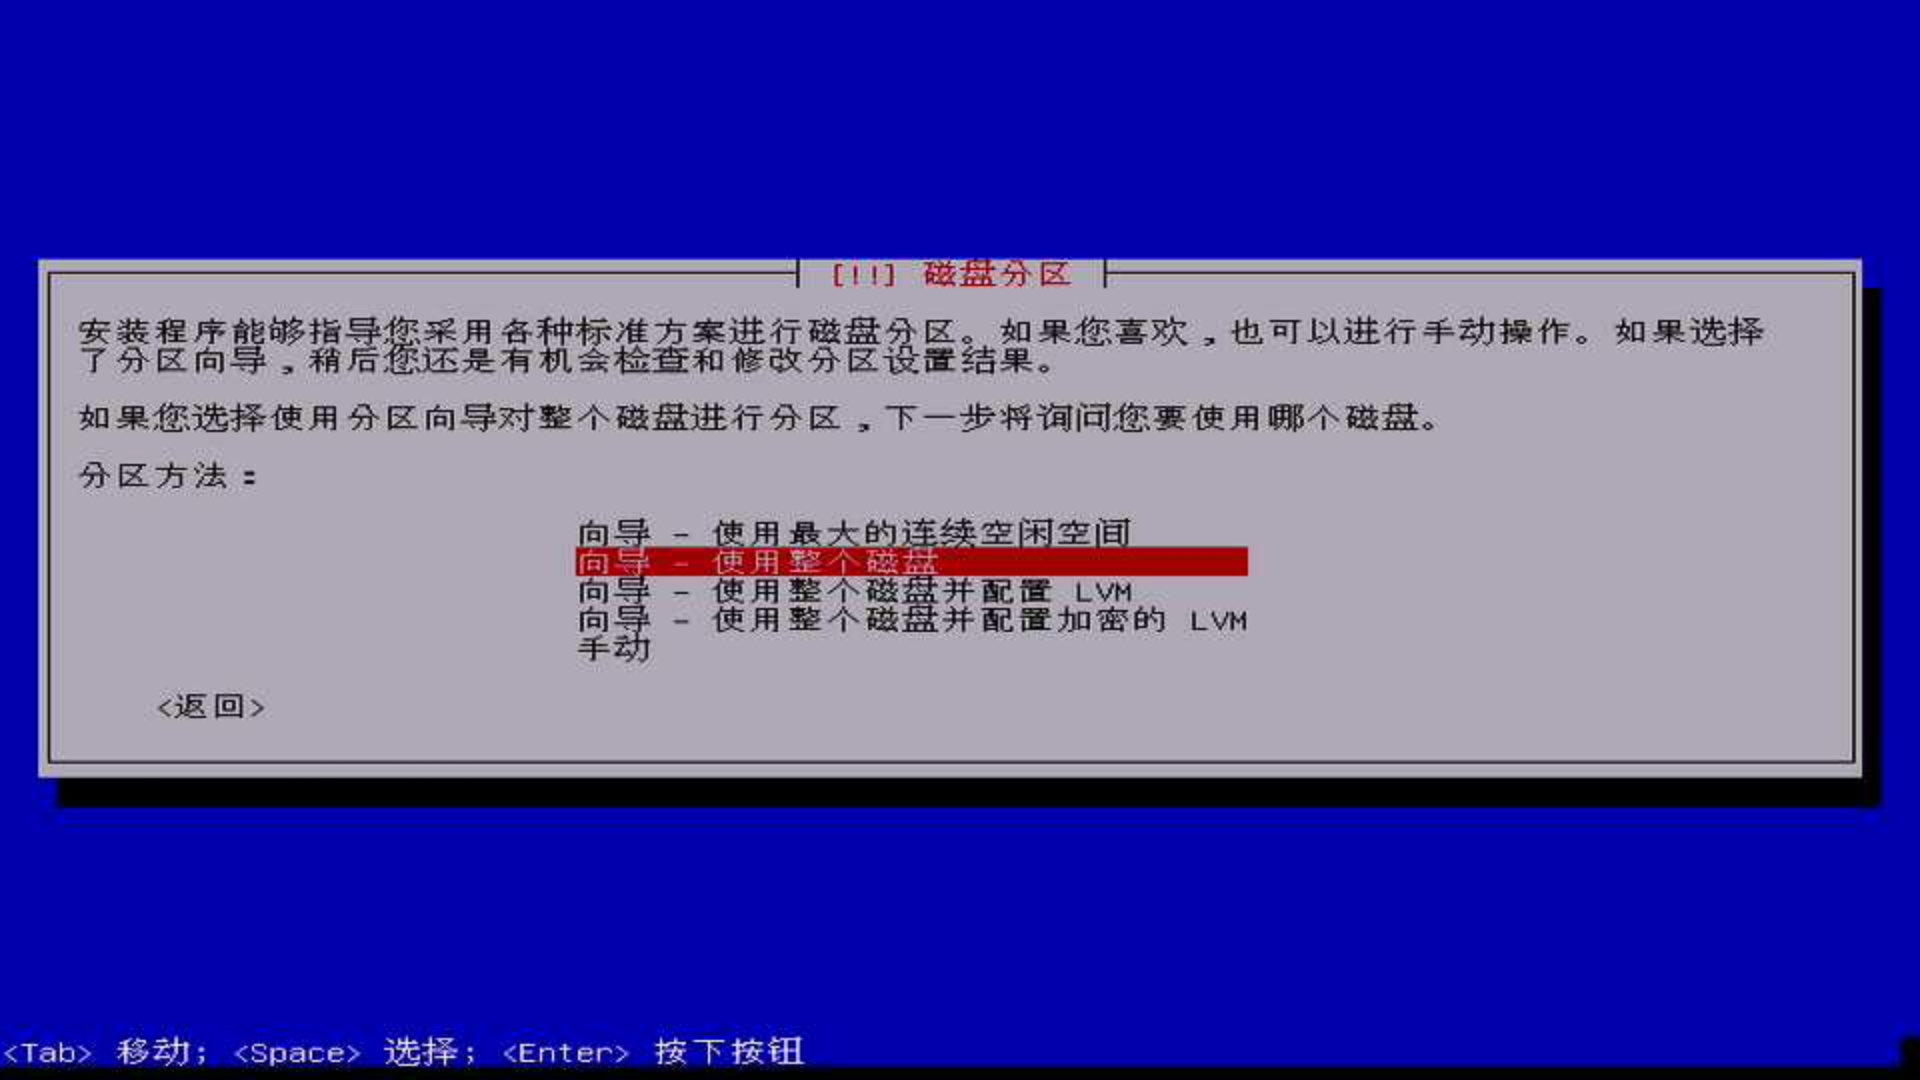 [!!] 磁盘分区
安装程序能够指导您采用各种标准方案进行磁盘分区。如果您喜欢，也可以进行手动操作。如果选择
了分区向导，稍后您还是有机会检查和修改分区设置结果。
如果您选择使用分区向导对整个磁盘进行分区，下一步将询问您要使用哪个磁盘。
分区方法：
向导 - 使用最大的连续空闲空间
向导 - 使用整个磁盘
向导 - 使用整个磁盘并配置 LVM
向导 - 使用整个磁盘并配置加密的 LVM
手动
<返回>
<Tab> 移动; <Space> 选择; <Enter> 按下按钮